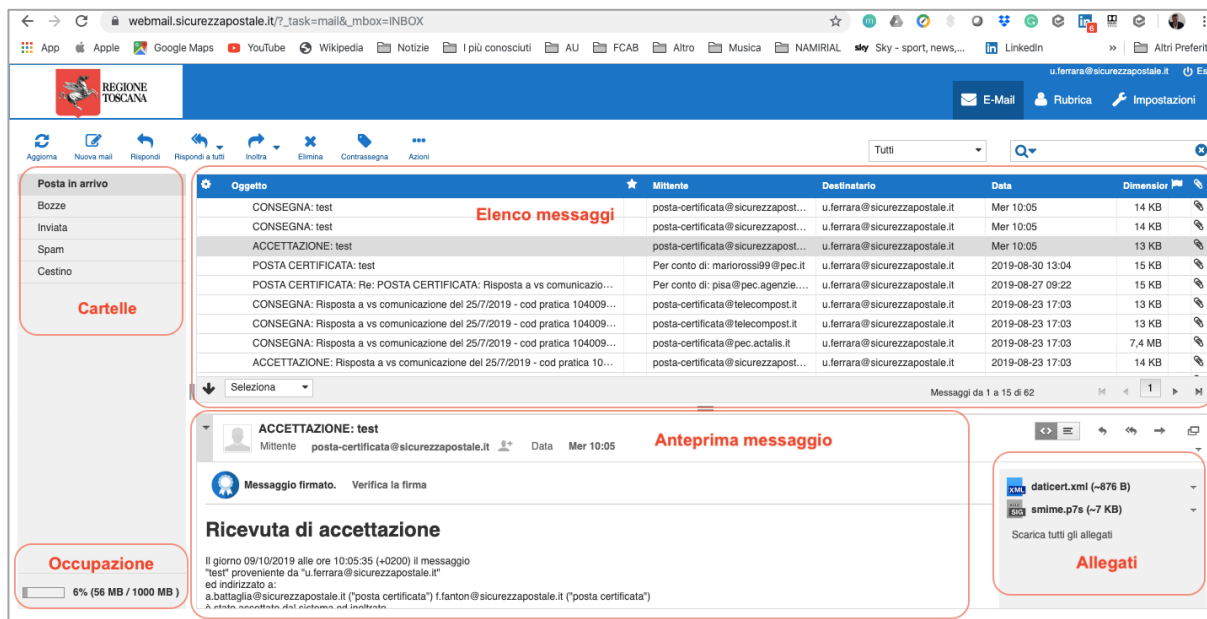 webmail.sicurezzapostale.it/?_task=mail&_mbox=INBOX
6
App Apple Google Maps YouTube Wikipedia Notizie I più conosciuti AU FCAB Altro Musica NAMIRIAL sky Sky - sport, news,... LinkedIn » Altri Preferit
u.ferrara@sicurezzapostale.it Es
REGIONE
TOSCANA
E-Mail Rubrica Impostazioni
Aggiorna Nuova mail Rispondi Rispondi a tutti Inoltra Elimina Contrassegna Azioni
Tutti
Posta in arrivo
Bozze
Inviata
Spam
Cestino
Cartelle
Oggetto Mittente Destinatario Data Dimensior
CONSEGNA: test posta-certificata@sicurezzapost... u.ferrara@sicurezzapostale.it Mer 10:05 14 KB
Elenco messaggi
CONSEGNA: test posta-certificata@sicurezzapost... u.ferrara@sicurezzapostale.it Mer 10:05 14 KB
ACCETTAZIONE: test posta-certificata@sicurezzapost... u.ferrara@sicurezzapostale.it Mer 10:05 13 KB
POSTA CERTIFICATA: test Per conto di: mariorossi99@pec.it u.ferrara@sicurezzapostale.it 2019-08-30 13:04 15 KB
POSTA CERTIFICATA: Re: POSTA CERTIFICATA: Risposta a vs comunicazio... Per conto di: pisa@pec.agenzie.... u.ferrara@sicurezzapostale.it 2019-08-27 09:22 15 KB
CONSEGNA: Risposta a vs comunicazione del 25/7/2019 - cod pratica 104009... posta-certificata@telecompost.it u.ferrara@sicurezzapostale.it 2019-08-23 17:03 13 KB
CONSEGNA: Risposta a vs comunicazione del 25/7/2019 - cod pratica 104009... posta-certificata@telecompost.it u.ferrara@sicurezzapostale.it 2019-08-23 17:03 13 KB
CONSEGNA: Risposta a vs comunicazione del 25/7/2019 - cod pratica 104009... posta-certificata@pec.actalis.it u.ferrara@sicurezzapostale.it 2019-08-23 17:03 7,4 MB
ACCETTAZIONE: Risposta a vs comunicazione del 25/7/2019 - cod pratica 10... posta-certificata@sicurezzapost... u.ferrara@sicurezzapostale.it 2019-08-23 17:03 14 KB
Seleziona Messaggi da 1 a 15 di 62 1
ACCETTAZIONE: test
Mittente posta-certificata@sicurezzapostale.it Data Mer 10:05
Anteprima messaggio
Messaggio firmato. Verifica la firma
Ricevuta di accettazione
Il giorno 09/10/2019 alle ore 10:05:35 (+0200) il messaggio
"test" proveniente da "u.ferrara@sicurezzapostale.it"
ed indirizzato a:
a.battaglia@sicurezzapostale.it ("posta certificata") f.fanton@sicurezzapostale.it ("posta certificata")
è stato accettato dal sistema ed inoltrato
XML daticert.xml (~876 B)
SIG smime.p7s (~7 KB)
Scarica tutti gli allegati
Allegati
Occupazione
6% (56 MB / 1000 MB )